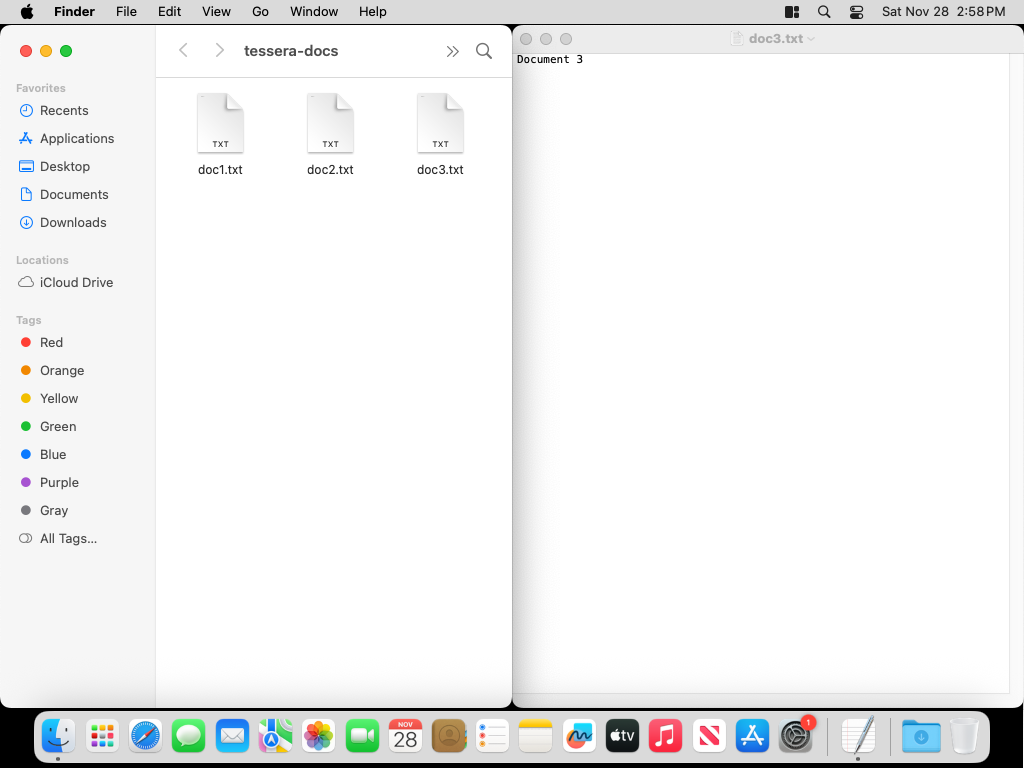 Finder File Edit View Go Window Help Sat Nov 28 2:58 PM
tessera-docs
doc3.txt
Document 3
Favorites
Recents
Applications
Desktop
Documents
Downloads
Locations
iCloud Drive
Tags
Red
Orange
Yellow
Green
Blue
Purple
Gray
All Tags...
TXT TXT TXT
doc1.txt doc2.txt doc3.txt
NOV
28
tv
1